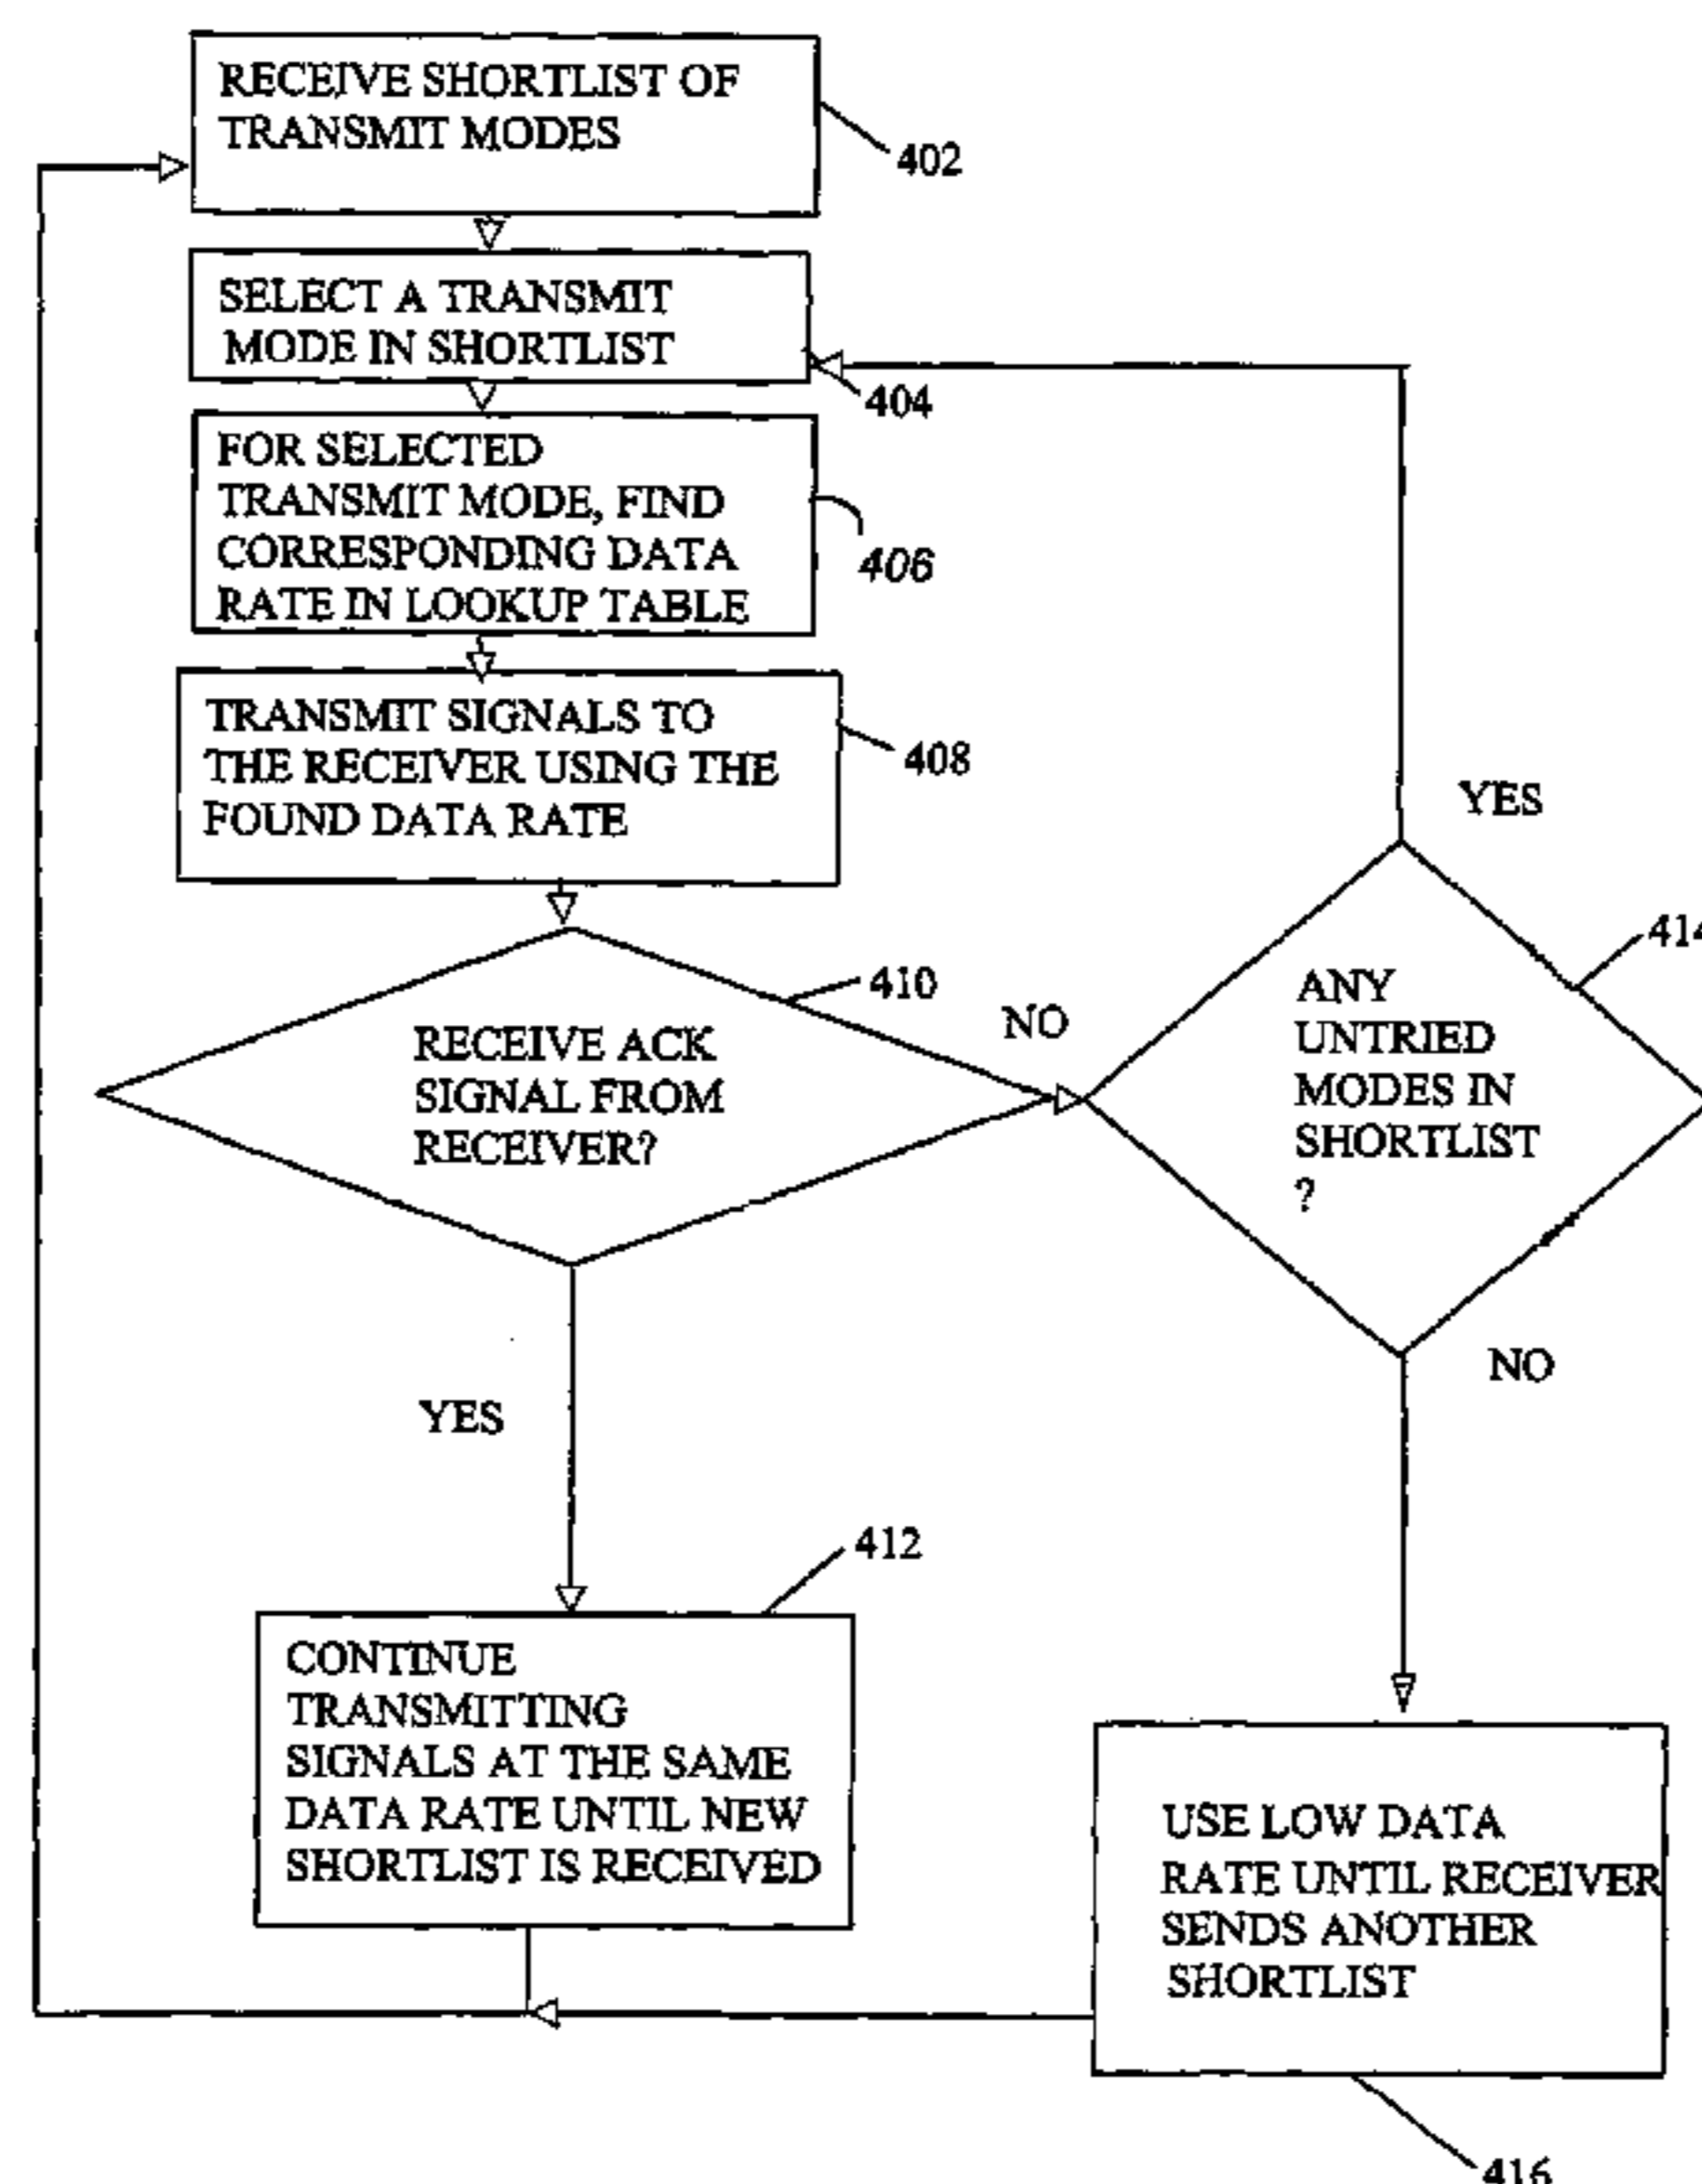 RECEIVE SHORTLIST OF
TRANSMIT MODES
402
SELECT A TRANSMIT
MODE IN SHORTLIST
404
FOR SELECTED
TRANSMIT MODE, FIND
CORRESPONDING DATA
RATE IN LOOKUP TABLE
406
TRANSMIT SIGNALS TO
THE RECEIVER USING THE
FOUND DATA RATE
408
YES
414
410
NO
RECEIVE ACK
SIGNAL FROM
RECEIVER?
ANY
UNTRIED
MODES IN
SHORTLIST
?
NO
YES
412
CONTINUE
TRANSMITTING
SIGNALS AT THE SAME
DATA RATE UNTIL NEW
SHORTLIST IS RECEIVED
USE LOW DATA
RATE UNTIL RECEIVER
SENDS ANOTHER
SHORTLIST
416